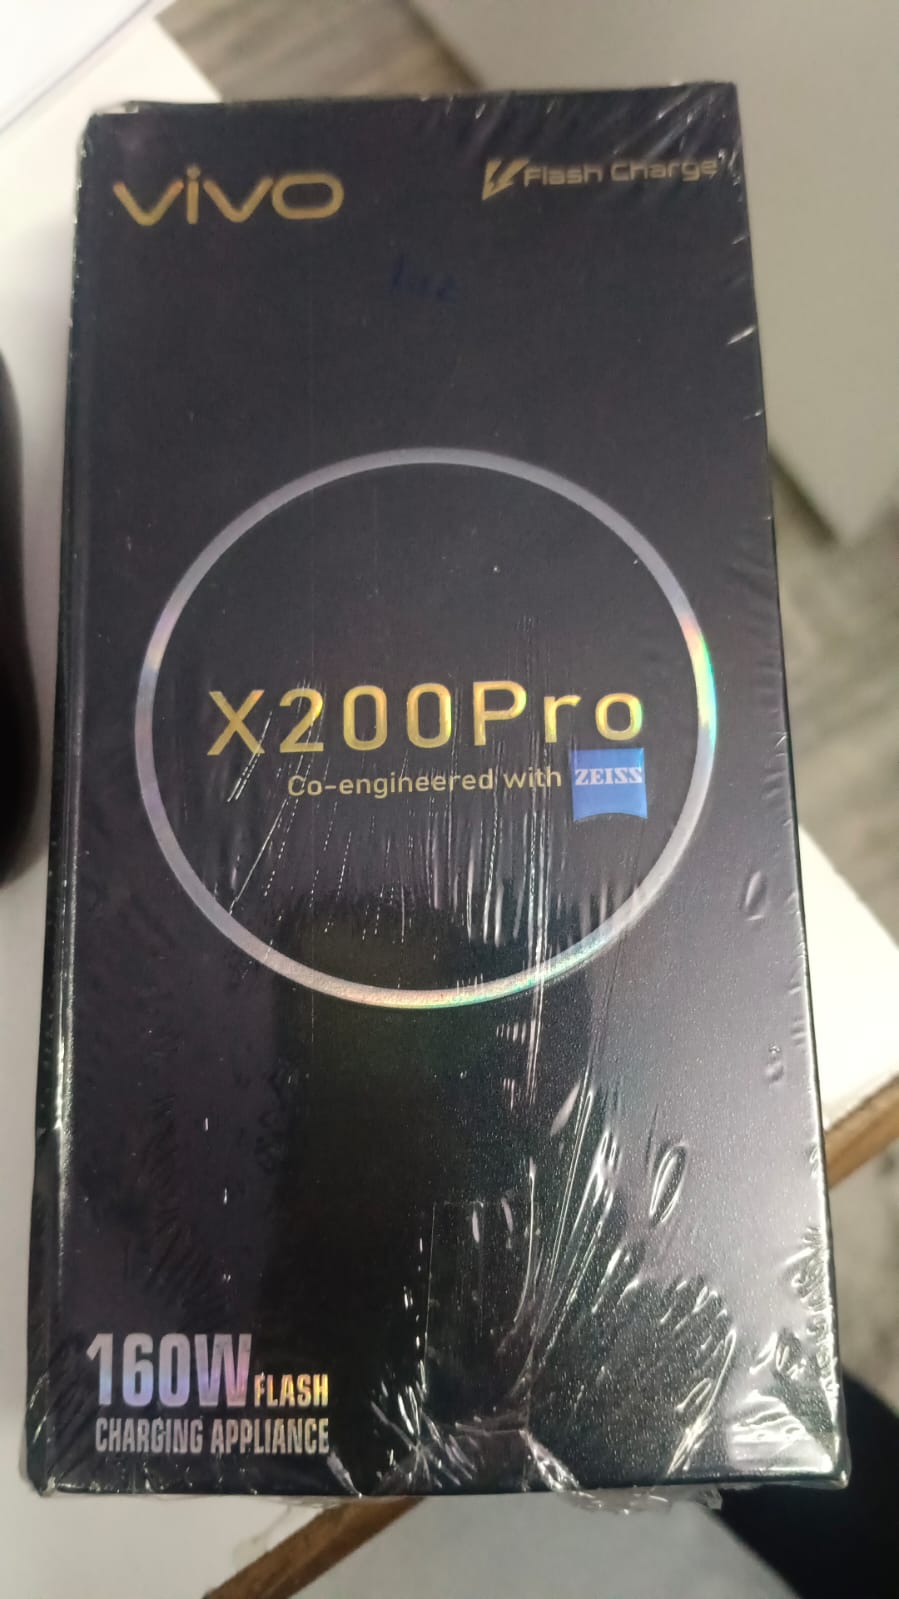 vivo
Flash Charge
X200Pro
Co-engineered with ZEISS
160W FLASH
CHARGING APPLIANCE